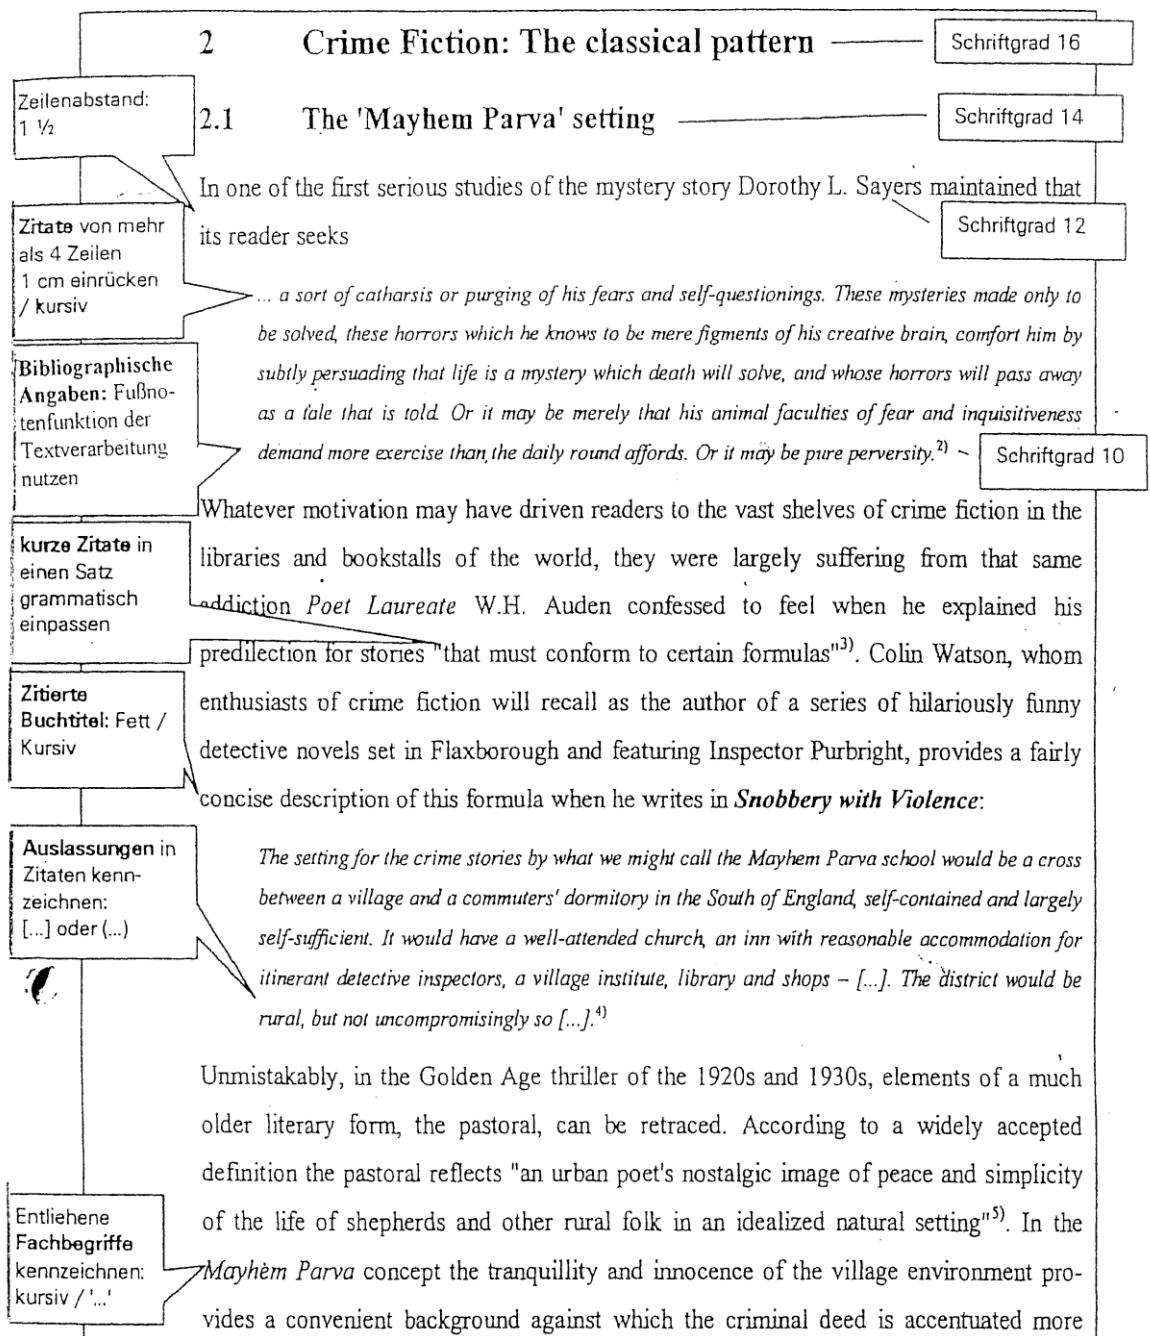 2 Crime Fiction: The classical pattern
Schriftgrad 16
Zeilenabstand:
1 ½
2.1 The 'Mayhem Parva' setting
Schriftgrad 14
In one of the first serious studies of the mystery story Dorothy L. Sayers maintained that
its reader seeks
Schriftgrad 12
Zitate von mehr
als 4 Zeilen
1 cm einrücken
/ kursiv
... a sort of catharsis or purging of his fears and self-questionings. These mysteries made only to
be solved, these horrors which he knows to be mere figments of his creative brain, comfort him by
subtly persuading that life is a mystery which death will solve, and whose horrors will pass away
as a tale that is told. Or it may be merely that his animal faculties of fear and inquisitiveness
demand more exercise than the daily round affords. Or it may be pure perversity.2)
Schriftgrad 10
Bibliographische
Angaben: Fußno-
tenfunktion der
Textverarbeitung
nutzen
Whatever motivation may have driven readers to the vast shelves of crime fiction in the
libraries and bookstalls of the world, they were largely suffering from that same
addiction Poet Laureate W.H. Auden confessed to feel when he explained his
predilection for stories "that must conform to certain formulas"3). Colin Watson, whom
enthusiasts of crime fiction will recall as the author of a series of hilariously funny
detective novels set in Flaxborough and featuring Inspector Purbright, provides a fairly
concise description of this formula when he writes in Snobbery with Violence:
kurze Zitate in
einen Satz
grammatisch
einpassen
Zitierte
Buchtitel: Fett /
Kursiv
The setting for the crime stories by what we might call the Mayhem Parva school would be a cross
between a village and a commuters' dormitory in the South of England, self-contained and largely
self-sufficient. It would have a well-attended church, an inn with reasonable accommodation for
itinerant detective inspectors, a village institute, library and shops – [...]. The district would be
rural, but not uncompromisingly so [...].4)
Auslassungen in
Zitaten kenn-
zeichnen:
[...] oder (...)
Unmistakably, in the Golden Age thriller of the 1920s and 1930s, elements of a much
older literary form, the pastoral, can be retraced. According to a widely accepted
definition the pastoral reflects "an urban poet's nostalgic image of peace and simplicity
of the life of shepherds and other rural folk in an idealized natural setting"5). In the
Mayhem Parva concept the tranquillity and innocence of the village environment pro-
vides a convenient background against which the criminal deed is accentuated more
Entliehene
Fachbegriffe
kennzeichnen:
kursiv / '...'